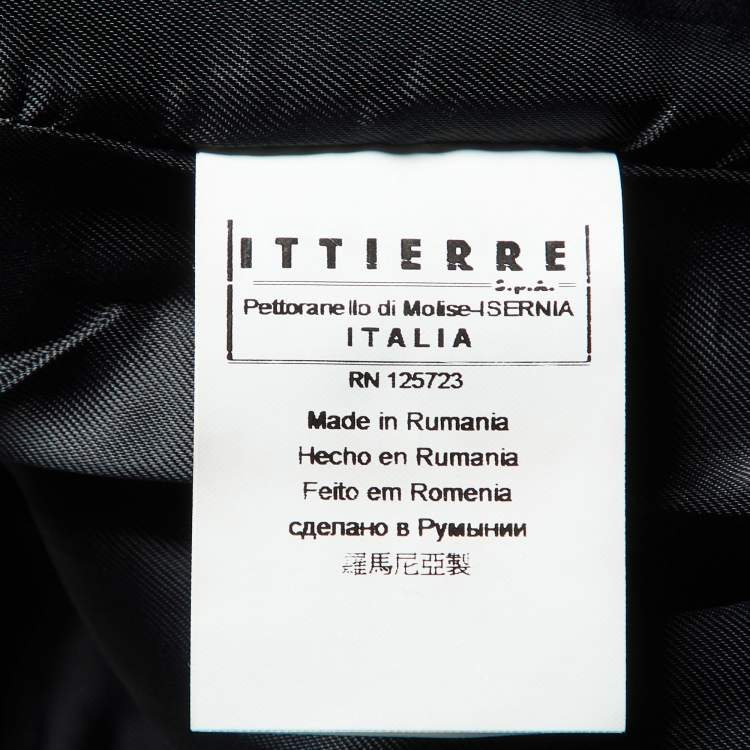 ITTIERRE
S.p.A.
Pettoranello di Molise-ISERNIA
ITALIA
RN 125723
Made in Rumania
Hecho en Rumania
Feito em Romenia
сделано в Румынии
羅馬尼亞製